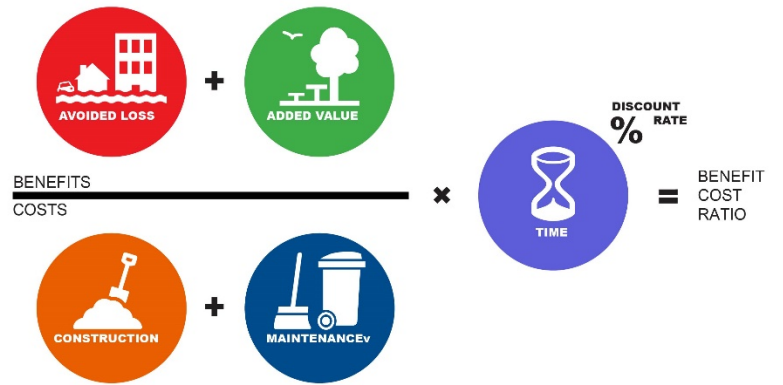 AVOIDED LOSS
+
ADDED VALUE
BENEFITS
COSTS
CONSTRUCTION
+
MAINTENANCEv
×
DISCOUNT
% RATE
TIME
=
BENEFIT
COST
RATIO